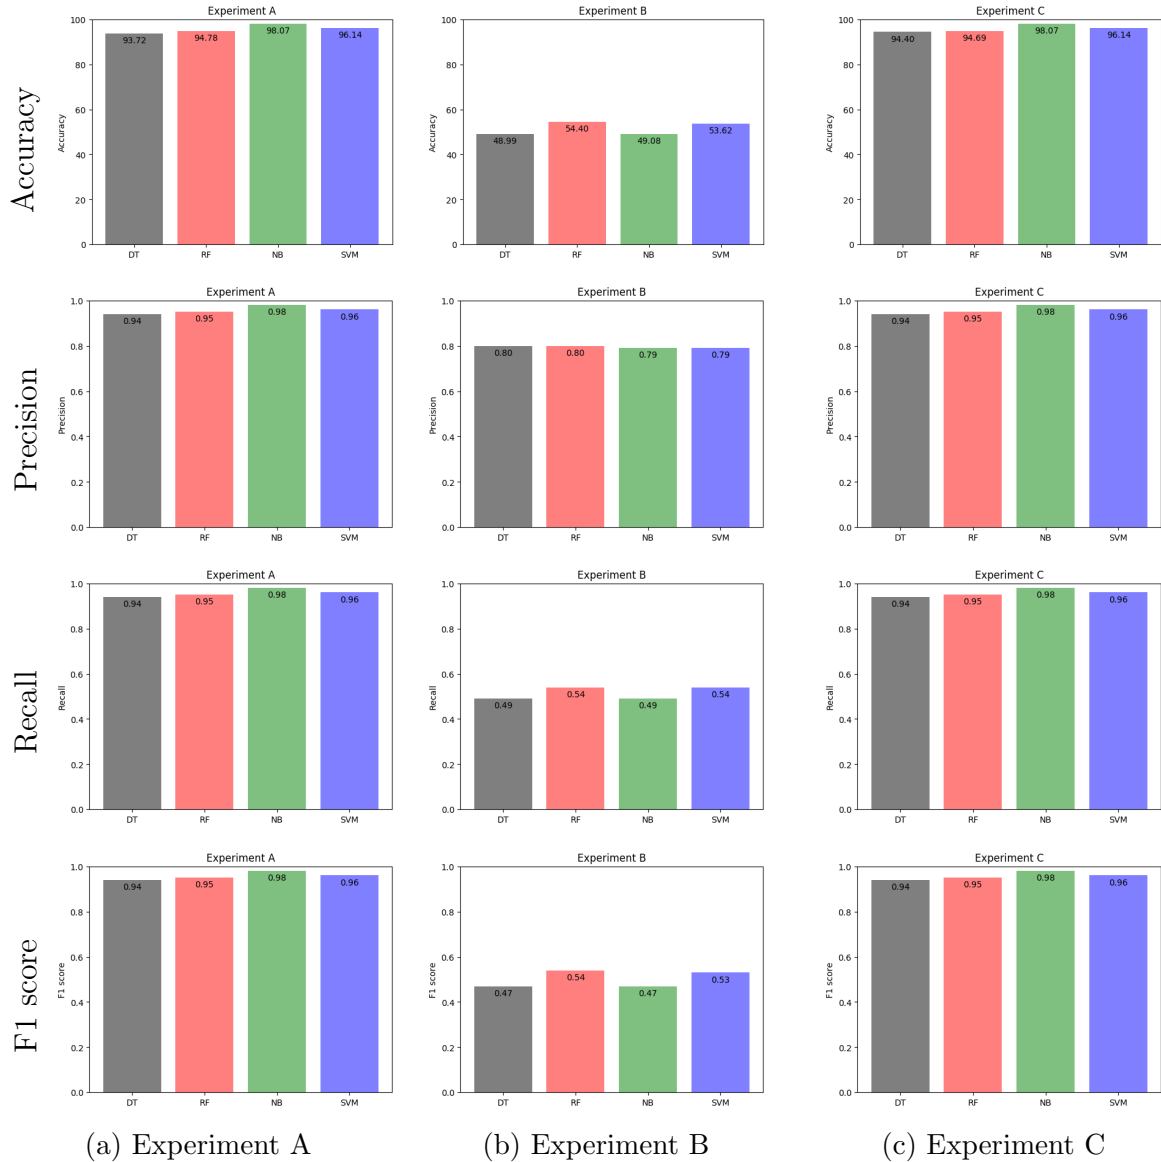 Accuracy
Experiment A
Accuracy
100
80
60
40
20
0
93.72
94.78
98.07
96.14
DT RF NB SVM
Experiment B
Accuracy
100
80
60
40
20
0
48.99
54.40
49.08
53.62
DT RF NB SVM
Experiment C
Accuracy
100
80
60
40
20
0
94.40
94.69
98.07
96.14
DT RF NB SVM
Precision
Experiment A
Precision
1.0
0.8
0.6
0.4
0.2
0.0
0.94
0.95
0.98
0.96
DT RF NB SVM
Experiment B
Precision
1.0
0.8
0.6
0.4
0.2
0.0
0.80
0.80
0.79
0.79
DT RF NB SVM
Experiment C
Precision
1.0
0.8
0.6
0.4
0.2
0.0
0.94
0.95
0.98
0.96
DT RF NB SVM
Recall
Experiment A
Recall
1.0
0.8
0.6
0.4
0.2
0.0
0.94
0.95
0.98
0.96
DT RF NB SVM
Experiment B
Recall
1.0
0.8
0.6
0.4
0.2
0.0
0.49
0.54
0.49
0.54
DT RF NB SVM
Experiment C
Recall
1.0
0.8
0.6
0.4
0.2
0.0
0.94
0.95
0.98
0.96
DT RF NB SVM
F1 score
Experiment A
F1 score
1.0
0.8
0.6
0.4
0.2
0.0
0.94
0.95
0.98
0.96
DT RF NB SVM
Experiment B
F1 score
1.0
0.8
0.6
0.4
0.2
0.0
0.47
0.54
0.47
0.53
DT RF NB SVM
Experiment C
F1 score
1.0
0.8
0.6
0.4
0.2
0.0
0.94
0.95
0.98
0.96
DT RF NB SVM
(a) Experiment A
(b) Experiment B
(c) Experiment C